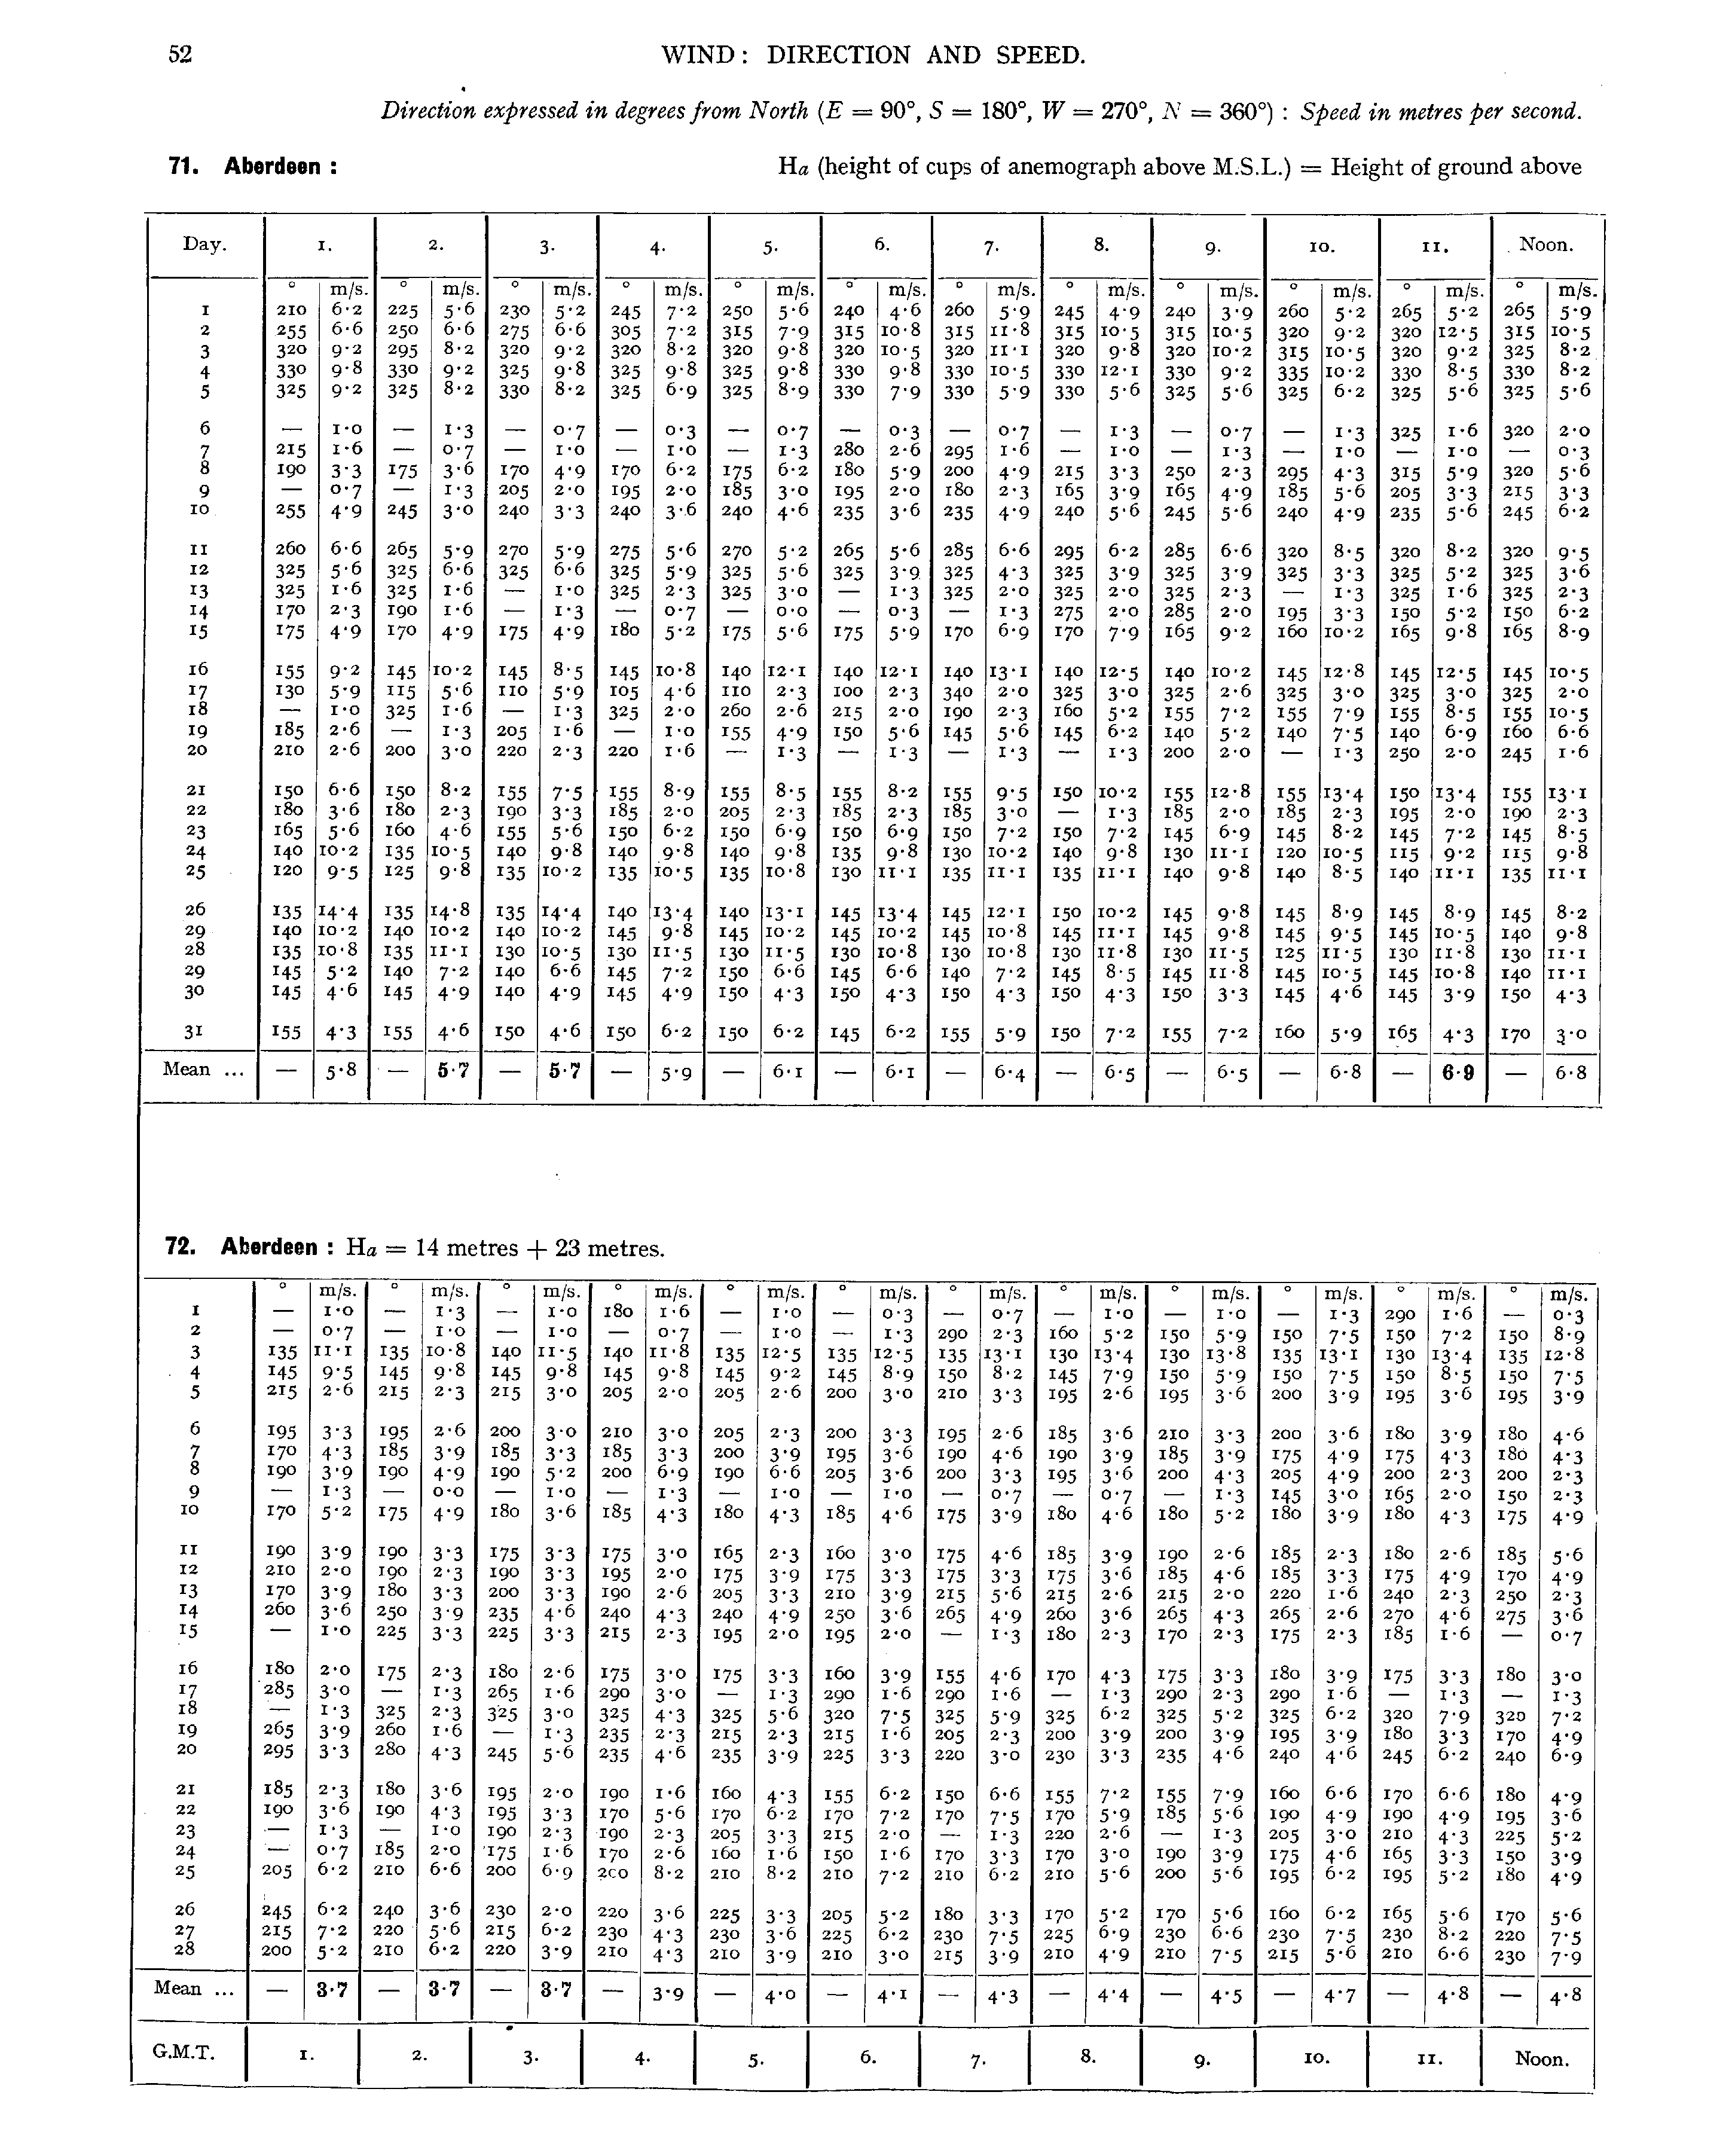 52 WIND: DIRECTION AND SPEED.
Direction expressed in degrees from North (E = 90°, S = 180°, W = 270°, N = 360°) : Speed in metres per second.
71. Aberdeen : Ha (height of cups of anemograph above M.S.L.) = Height of ground above
Day. 1. 2. 3. 4. 5. 6. 7. 8. 9. 10. 11. Noon.
° m/s. ° m/s. ° m/s. ° m/s. ° m/s. ° m/s. ° m/s. ° m/s. ° m/s. ° m/s. ° m/s. ° m/s.
1 210 6·2 225 5·6 230 5·2 245 7·2 250 5·6 240 4·6 260 5·9 245 4·9 240 3·9 260 5·2 265 5·2 265 5·9
2 255 6·6 250 6·6 275 6·6 305 7·2 315 7·9 315 10·8 315 11·8 315 10·5 315 10·5 320 9·2 320 12·5 315 10·5
3 320 9·2 295 8·2 320 9·2 320 8·2 320 9·8 320 10·5 320 11·1 320 9·8 320 10·2 315 10·5 320 9·2 325 8·2
4 330 9·8 330 9·2 325 9·8 325 9·8 325 9·8 330 9·8 330 10·5 330 12·1 330 9·2 335 10·2 330 8·5 330 8·2
5 325 9·2 325 8·2 330 8·2 325 6·9 325 8·9 330 7·9 330 5·9 330 5·6 325 5·6 325 6·2 325 5·6 325 5·6
6 — 1·0 — 1·3 — 0·7 — 0·3 — 0·7 — 0·3 — 0·7 — 1·3 — 0·7 — 1·3 325 1·6 320 2·0
7 215 1·6 — 0·7 — 1·0 — 1·0 — 1·3 280 2·6 295 1·6 — 1·0 — 1·3 — 1·0 — 1·0 — 0·3
8 190 3·3 175 3·6 170 4·9 170 6·2 175 6·2 180 5·9 200 4·9 215 3·3 250 2·3 295 4·3 315 5·9 320 5·6
9 — 0·7 — 1·3 205 2·0 195 2·0 185 3·0 195 2·0 180 2·3 165 3·9 165 4·9 185 5·6 205 3·3 215 3·3
10 255 4·9 245 3·0 240 3·3 240 3·6 240 4·6 235 3·6 235 4·9 240 5·6 245 5·6 240 4·9 235 5·6 245 6·2
11 260 6·6 265 5·9 270 5·9 275 5·6 270 5·2 265 5·6 285 6·6 295 6·2 285 6·6 320 8·5 320 8·2 320 9·5
12 325 5·6 325 6·6 325 6·6 325 5·9 325 5·6 325 3·9 325 4·3 325 3·9 325 3·9 325 3·3 325 5·2 325 3·6
13 325 1·6 325 1·6 — 1·0 325 2·3 325 3·0 — 1·3 325 2·0 325 2·0 325 2·3 — 1·3 325 1·6 325 2·3
14 170 2·3 190 1·6 — 1·3 — 0·7 — 0·0 — 0·3 — 1·3 275 2·0 285 2·0 195 3·3 150 5·2 150 6·2
15 175 4·9 170 4·9 175 4·9 180 5·2 175 5·6 175 5·9 170 6·9 170 7·9 165 9·2 160 10·2 165 9·8 165 8·9
16 155 9·2 145 10·2 145 8·5 145 10·8 140 12·1 140 12·1 140 13·1 140 12·5 140 10·2 145 12·8 145 12·5 145 10·5
17 130 5·9 115 5·6 110 5·9 105 4·6 110 2·3 100 2·3 340 2·0 325 3·0 325 2·6 325 3·0 325 3·0 325 2·0
18 — 1·0 325 1·6 — 1·3 325 2·0 260 2·6 215 2·0 190 2·3 160 5·2 155 7·2 155 7·9 155 8·5 155 10·5
19 185 2·6 — 1·3 205 1·6 — 1·0 155 4·9 150 5·6 145 5·6 145 6·2 140 5·2 140 7·5 140 6·9 160 6·6
20 210 2·6 200 3·0 220 2·3 220 1·6 — 1·3 — 1·3 — 1·3 — 1·3 200 2·0 — 1·3 250 2·0 245 1·6
21 150 6·6 150 8·2 155 7·5 155 8·9 155 8·5 155 8·2 155 9·5 150 10·2 155 12·8 155 13·4 150 13·4 155 13·1
22 180 3·6 180 2·3 190 3·3 185 2·0 205 2·3 185 2·3 185 3·0 — 1·3 185 2·0 185 2·3 195 2·0 190 2·3
23 165 5·6 160 4·6 155 5·6 150 6·2 150 6·9 150 6·9 150 7·2 150 7·2 145 6·9 145 8·2 145 7·2 145 8·5
24 140 10·2 135 10·5 140 9·8 140 9·8 140 9·8 135 9·8 130 10·2 140 9·8 130 11·1 120 10·5 115 9·2 115 9·8
25 120 9·5 125 9·8 135 10·2 135 10·5 135 10·8 130 11·1 135 11·1 135 11·1 140 9·8 140 8·5 140 11·1 135 11·1
26 135 14·4 135 14·8 135 14·4 140 13·4 140 13·1 145 13·4 145 12·1 150 10·2 145 9·8 145 8·9 145 8·9 145 8·2
29 140 10·2 140 10·2 140 10·2 145 9·8 145 10·2 145 10·2 145 10·8 145 11·1 145 9·8 145 9·5 145 10·5 140 9·8
28 135 10·8 135 11·1 130 10·5 130 11·5 130 11·5 130 10·8 130 10·8 130 11·8 130 11·5 125 11·5 130 11·8 130 11·1
29 145 5·2 140 7·2 140 6·6 145 7·2 150 6·6 145 6·6 140 7·2 145 8·5 145 11·8 145 10·5 145 10·8 140 11·1
30 145 4·6 145 4·9 140 4·9 145 4·9 150 4·3 150 4·3 150 4·3 150 4·3 150 3·3 145 4·6 145 3·9 150 4·3
31 155 4·3 155 4·6 150 4·6 150 6·2 150 6·2 145 6·2 155 5·9 150 7·2 155 7·2 160 5·9 165 4·3 170 3·0
Mean ... — 5·8 — 5·7 — 5·7 — 5·9 — 6·1 — 6·1 — 6·4 — 6·5 — 6·5 — 6·8 — 6·9 — 6·8
72. Aberdeen : Ha = 14 metres + 23 metres.
° m/s. ° m/s. ° m/s. ° m/s. ° m/s. ° m/s. ° m/s. ° m/s. ° m/s. ° m/s. ° m/s. ° m/s.
1 — 1·0 — 1·3 — 1·0 180 1·6 — 1·0 — 0·3 — 0·7 — 1·0 — 1·0 — 1·3 290 1·6 — 0·3
2 — 0·7 — 1·0 — 1·0 — 0·7 — 1·0 — 1·3 290 2·3 160 5·2 150 5·9 150 7·5 150 7·2 150 8·9
3 135 11·1 135 10·8 140 11·5 140 11·8 135 12·5 135 12·5 135 13·1 130 13·4 130 13·8 135 13·1 130 13·4 135 12·8
4 145 9·5 145 9·8 145 9·8 145 9·8 145 9·2 145 8·9 150 8·2 145 7·9 150 5·9 150 7·5 150 8·5 150 7·5
5 215 2·6 215 2·3 215 3·0 205 2·0 205 2·6 200 3·0 210 3·3 195 2·6 195 3·6 200 3·9 195 3·6 195 3·9
6 195 3·3 195 2·6 200 3·0 210 3·0 205 2·3 200 3·3 195 2·6 185 3·6 210 3·3 200 3·6 180 3·9 180 4·6
7 170 4·3 185 3·9 185 3·3 185 3·3 200 3·9 195 3·6 190 4·6 190 3·9 185 3·9 175 4·9 175 4·3 180 4·3
8 190 3·9 190 4·9 190 5·2 200 6·9 190 6·6 205 3·6 200 3·3 195 3·6 200 4·3 205 4·9 200 2·3 200 2·3
9 — 1·3 — 0·0 — 1·0 — 1·3 — 1·0 — 1·0 — 0·7 — 0·7 — 1·3 145 3·0 165 2·0 150 2·3
10 170 5·2 175 4·9 180 3·6 185 4·3 180 4·3 185 4·6 175 3·9 180 4·6 180 5·2 180 3·9 180 4·3 175 4·9
11 190 3·9 190 3·3 175 3·3 175 3·0 165 2·3 160 3·0 175 4·6 185 3·9 190 2·6 185 2·3 180 2·6 185 5·6
12 210 2·0 190 2·3 190 3·3 195 2·0 175 3·9 175 3·3 175 3·3 175 3·6 185 4·6 185 3·3 175 4·9 170 4·9
13 170 3·9 180 3·3 200 3·3 190 2·6 205 3·3 210 3·9 215 5·6 215 2·6 215 2·0 220 1·6 240 2·3 250 2·3
14 260 3·6 250 3·9 235 4·6 240 4·3 240 4·9 250 3·6 265 4·9 260 3·6 265 4·3 265 2·6 270 4·6 275 3·6
15 — 1·0 225 3·3 225 3·3 215 2·3 195 2·0 195 2·0 — 1·3 180 2·3 170 2·3 175 2·3 185 1·6 — 0·7
16 180 2·0 175 2·3 180 2·6 175 3·0 175 3·3 160 3·9 155 4·6 170 4·3 175 3·3 180 3·9 175 3·3 180 3·0
17 285 3·0 — 1·3 265 1·6 290 3·0 — 1·3 290 1·6 290 1·6 — 1·3 290 2·3 290 1·6 — 1·3 — 1·3
18 — 1·3 325 2·3 325 3·0 325 4·3 325 5·6 320 7·5 325 5·9 325 6·2 325 5·2 325 6·2 320 7·9 320 7·2
19 265 3·9 260 1·6 — 1·3 235 2·3 215 2·3 215 1·6 205 2·3 200 3·9 200 3·9 195 3·9 180 3·3 170 4·9
20 295 3·3 280 4·3 245 5·6 235 4·6 235 3·9 225 3·3 220 3·0 230 3·3 235 4·6 240 4·6 245 6·2 240 6·9
21 185 2·3 180 3·6 195 2·0 190 1·6 160 4·3 155 6·2 150 6·6 155 7·2 155 7·9 160 6·6 170 6·6 180 4·9
22 190 3·6 190 4·3 195 3·3 170 5·6 170 6·2 170 7·2 170 7·5 170 5·9 185 5·6 190 4·9 190 4·9 195 3·6
23 — 1·3 — 1·0 190 2·3 190 2·3 205 3·3 215 2·0 — 1·3 220 2·6 — 1·3 205 3·0 210 4·3 225 5·2
24 — 0·7 185 2·0 175 1·6 170 2·6 160 1·6 150 1·6 170 3·3 170 3·0 190 3·9 175 4·6 165 3·3 150 3·9
25 205 6·2 210 6·6 200 6·9 200 8·2 210 8·2 210 7·2 210 6·2 210 5·6 200 5·6 195 6·2 195 5·2 180 4·9
26 245 6·2 240 3·6 230 2·0 220 3·6 225 3·3 205 5·2 180 3·3 170 5·2 170 5·6 160 6·2 165 5·6 170 5·6
27 215 7·2 220 5·6 215 6·2 230 4·3 230 3·6 225 6·2 230 7·5 225 6·9 230 6·6 230 7·5 230 8·2 220 7·5
28 200 5·2 210 6·2 220 3·9 210 4·3 210 3·9 210 3·0 215 3·9 210 4·9 210 7·5 215 5·6 210 6·6 230 7·9
Mean ... — 3·7 — 3·7 — 3·7 — 3·9 — 4·0 — 4·1 — 4·3 — 4·4 — 4·5 — 4·7 — 4·8 — 4·8
G.M.T. 1. 2. 3. 4. 5. 6. 7. 8. 9. 10. 11. Noon.